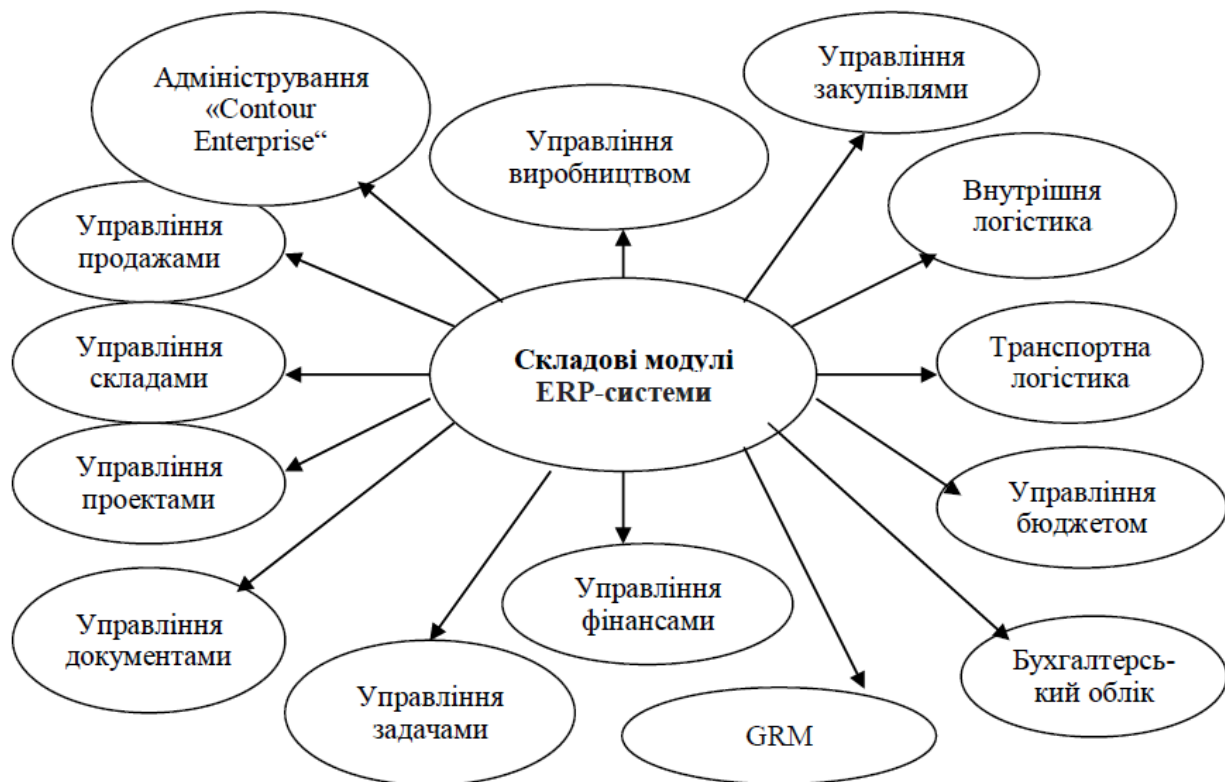 Адміністрування
«Contour
Enterprise“
Управління
виробництвом
Управління
закупівлями
Внутрішня
логістика
Управління
продажами
Управління
складами
Складові модулі
ERP-системи
Транспортна
логістика
Управління
проектами
Управління
бюджетом
Управління
документами
Управління
задачами
Управління
фінансами
GRM
Бухгалтерсь-
кий облік